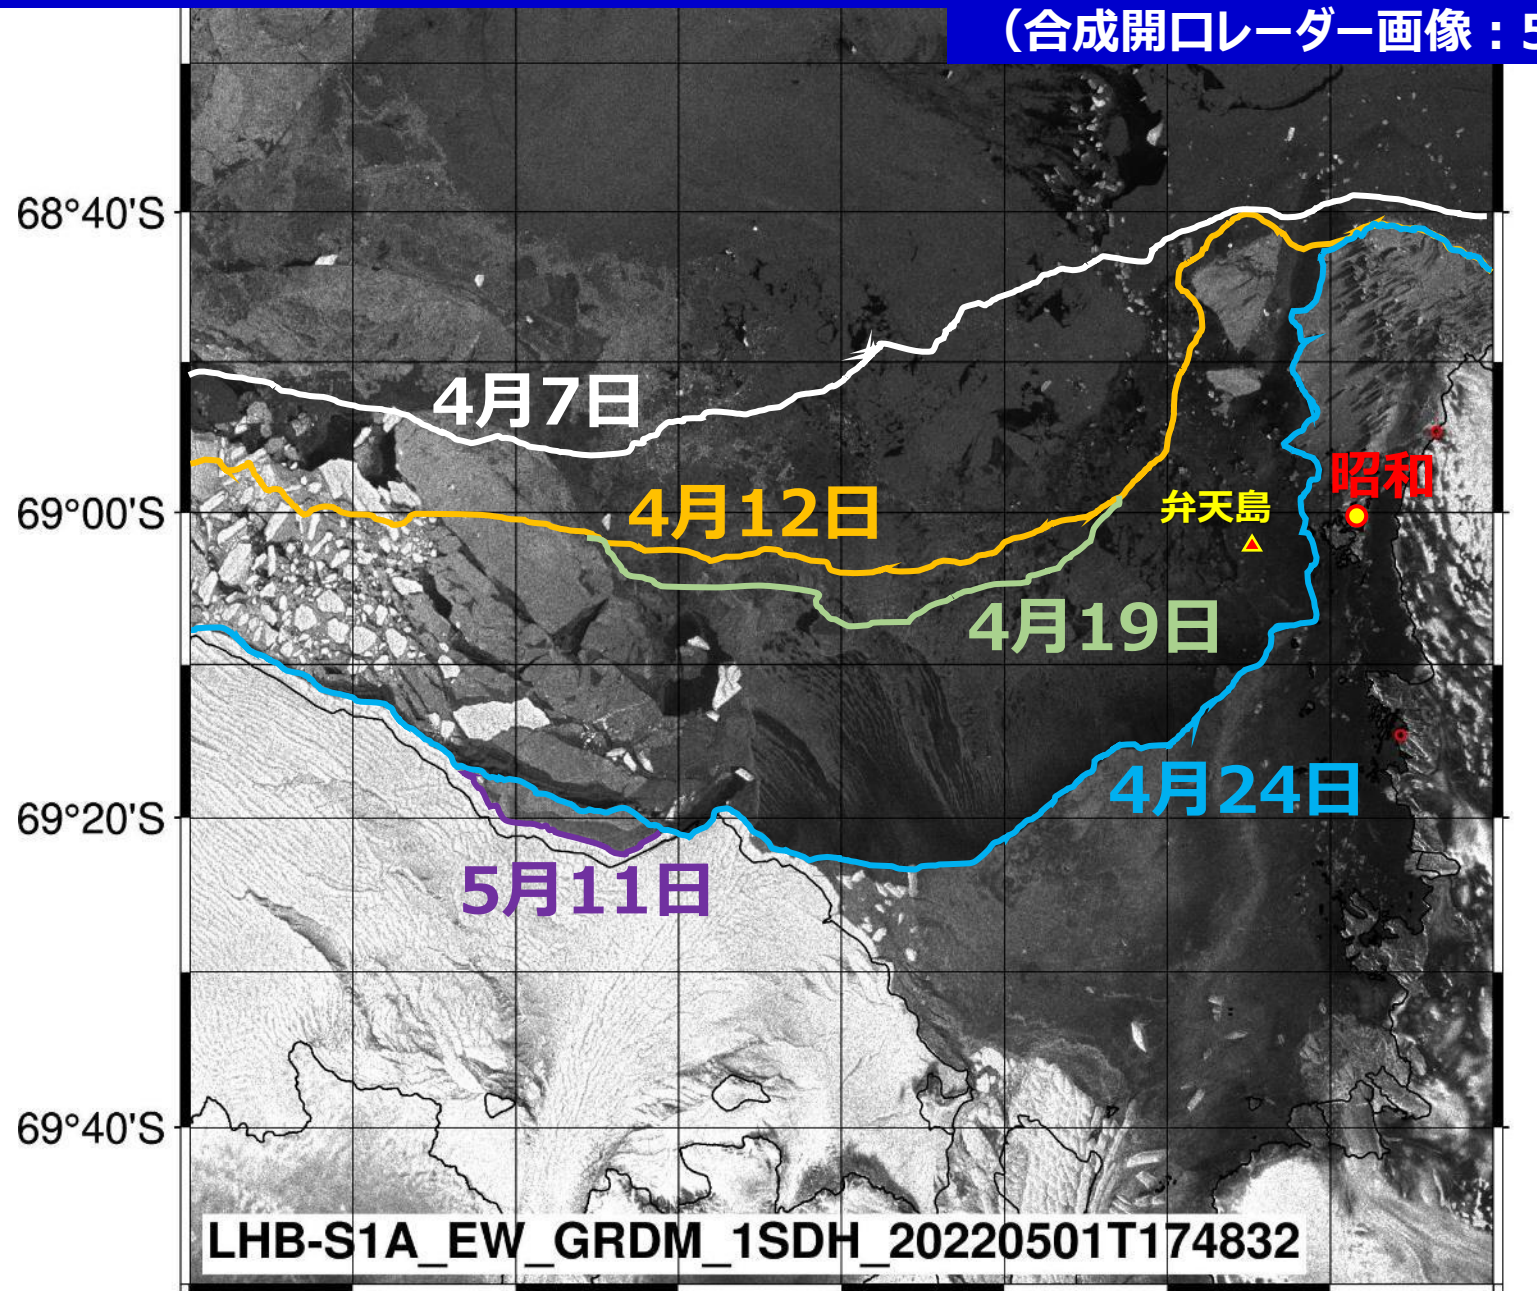 （合成開口レーダー画像：5
68°40'S
4月7日
昭和
4月12日
弁天島
69°00'S
4月19日
4月24日
69°20'S
5月11日
69°40'S
LHB-S1A_EW_GRDM_1SDH_20220501T174832